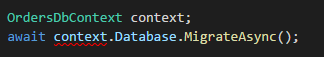 OrdersDbContext context;
await context.Database.MigrateAsync();